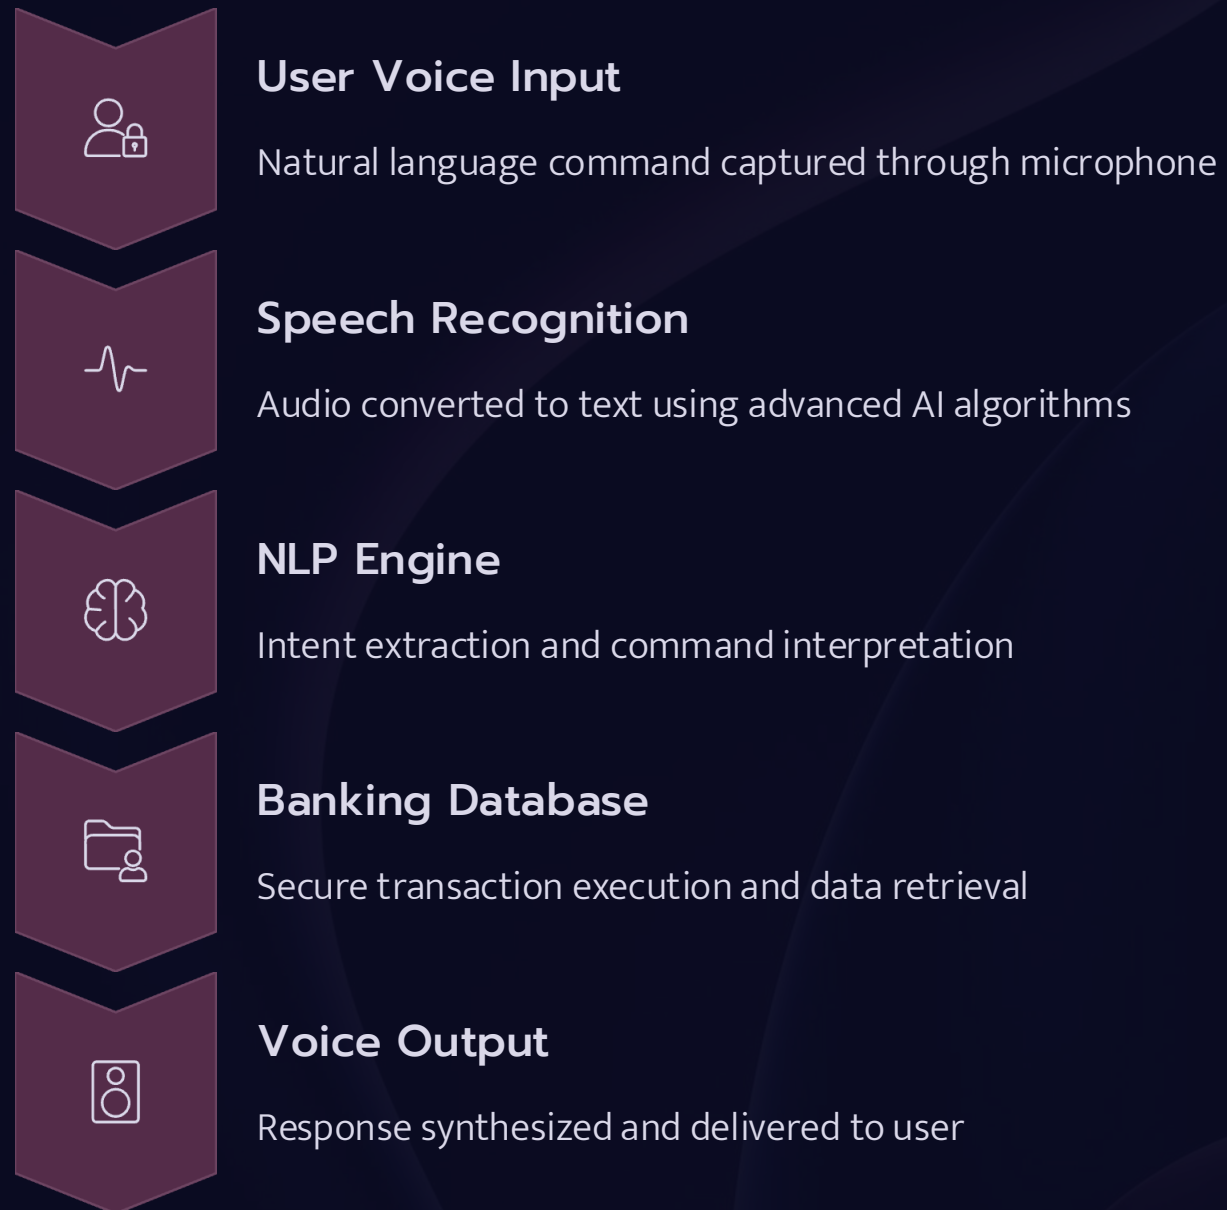 User Voice Input
Natural language command captured through microphone
Speech Recognition
Audio converted to text using advanced AI algorithms
NLP Engine
Intent extraction and command interpretation
Banking Database
Secure transaction execution and data retrieval
Voice Output
Response synthesized and delivered to user